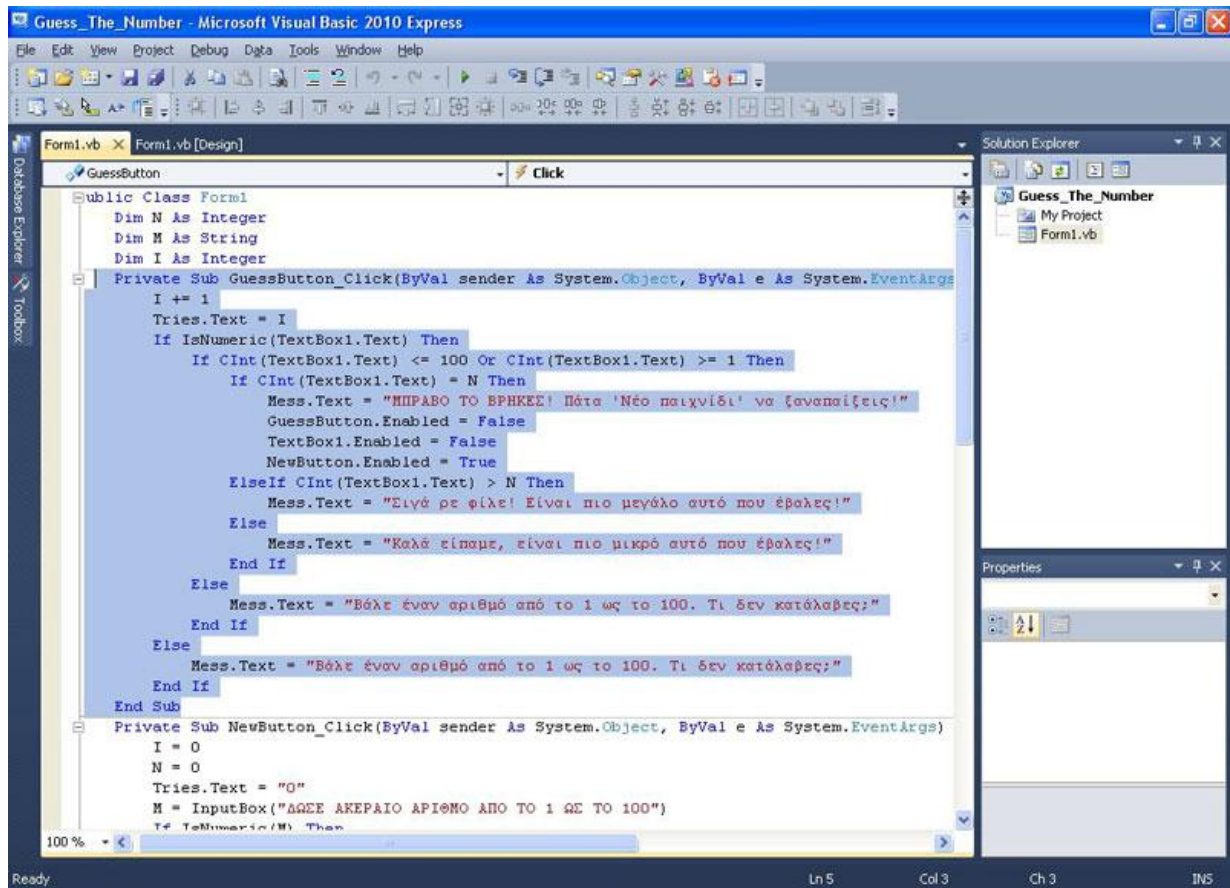 Guess_The_Number - Microsoft Visual Basic 2010 Express
File Edit View Project Debug Data Tools Window Help
Form1.vb Form1.vb [Design]
GuessButton Click
ublic Class Form1
Dim N As Integer
Dim M As String
Dim I As Integer
Private Sub GuessButton_Click(ByVal sender As System.Object, ByVal e As System.EventArgs
I += 1
Tries.Text = I
If IsNumeric(TextBox1.Text) Then
If CInt(TextBox1.Text) <= 100 Or CInt(TextBox1.Text) >= 1 Then
If CInt(TextBox1.Text) = N Then
Mess.Text = "ΜΠΡΑΒΟ ΤΟ ΒΡΗΚΕΣ! Πάτα 'Νέο παιχνίδι' να ξαναπαίξεις!"
GuessButton.Enabled = False
TextBox1.Enabled = False
NewButton.Enabled = True
ElseIf CInt(TextBox1.Text) > N Then
Mess.Text = "Σιγά ρε φίλε! Είναι πιο μεγάλο αυτό που έβαλες!"
Else
Mess.Text = "Καλά είπαμε, είναι πιο μικρό αυτό που έβαλες!"
End If
Else
Mess.Text = "Βάλε έναν αριθμό από το 1 ως το 100. Τι δεν κατάλαβες;"
End If
Else
Mess.Text = "Βάλε έναν αριθμό από το 1 ως το 100. Τι δεν κατάλαβες;"
End If
End Sub
Private Sub NewButton_Click(ByVal sender As System.Object, ByVal e As System.EventArgs)
I = 0
N = 0
Tries.Text = "0"
M = InputBox("ΔΩΣΕ ΑΚΕΡΑΙΟ ΑΡΙΘΜΟ ΑΠΟ ΤΟ 1 ΩΣ ΤΟ 100")
If IsNumeric(M) Then
100 %
Database Explorer
Toolbox
Solution Explorer
Guess_The_Number
My Project
Form1.vb
Properties
Ready Ln 5 Col 3 Ch 3 INS